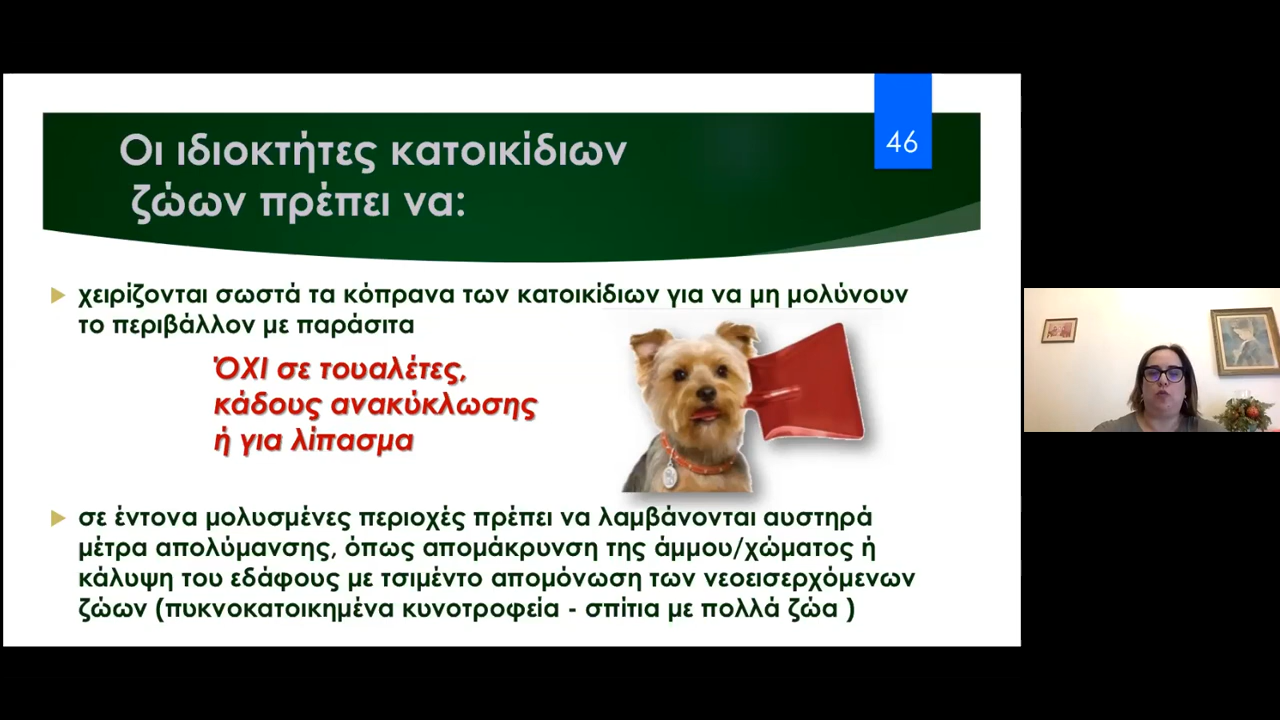 Οι ιδιοκτήτες κατοικίδιων
ζώων πρέπει να:
46
χειρίζονται σωστά τα κόπρανα των κατοικίδιων για να μη μολύνουν
το περιβάλλον με παράσιτα
ΌΧΙ σε τουαλέτες,
κάδους ανακύκλωσης
ή για λίπασμα
σε έντονα μολυσμένες περιοχές πρέπει να λαμβάνονται αυστηρά
μέτρα απολύμανσης, όπως απομάκρυνση της άμμου/χώματος ή
κάλυψη του εδάφους με τσιμέντο απομόνωση των νεοεισερχόμενων
ζώων (πυκνοκατοικημένα κυνοτροφεία - σπίτια με πολλά ζώα )